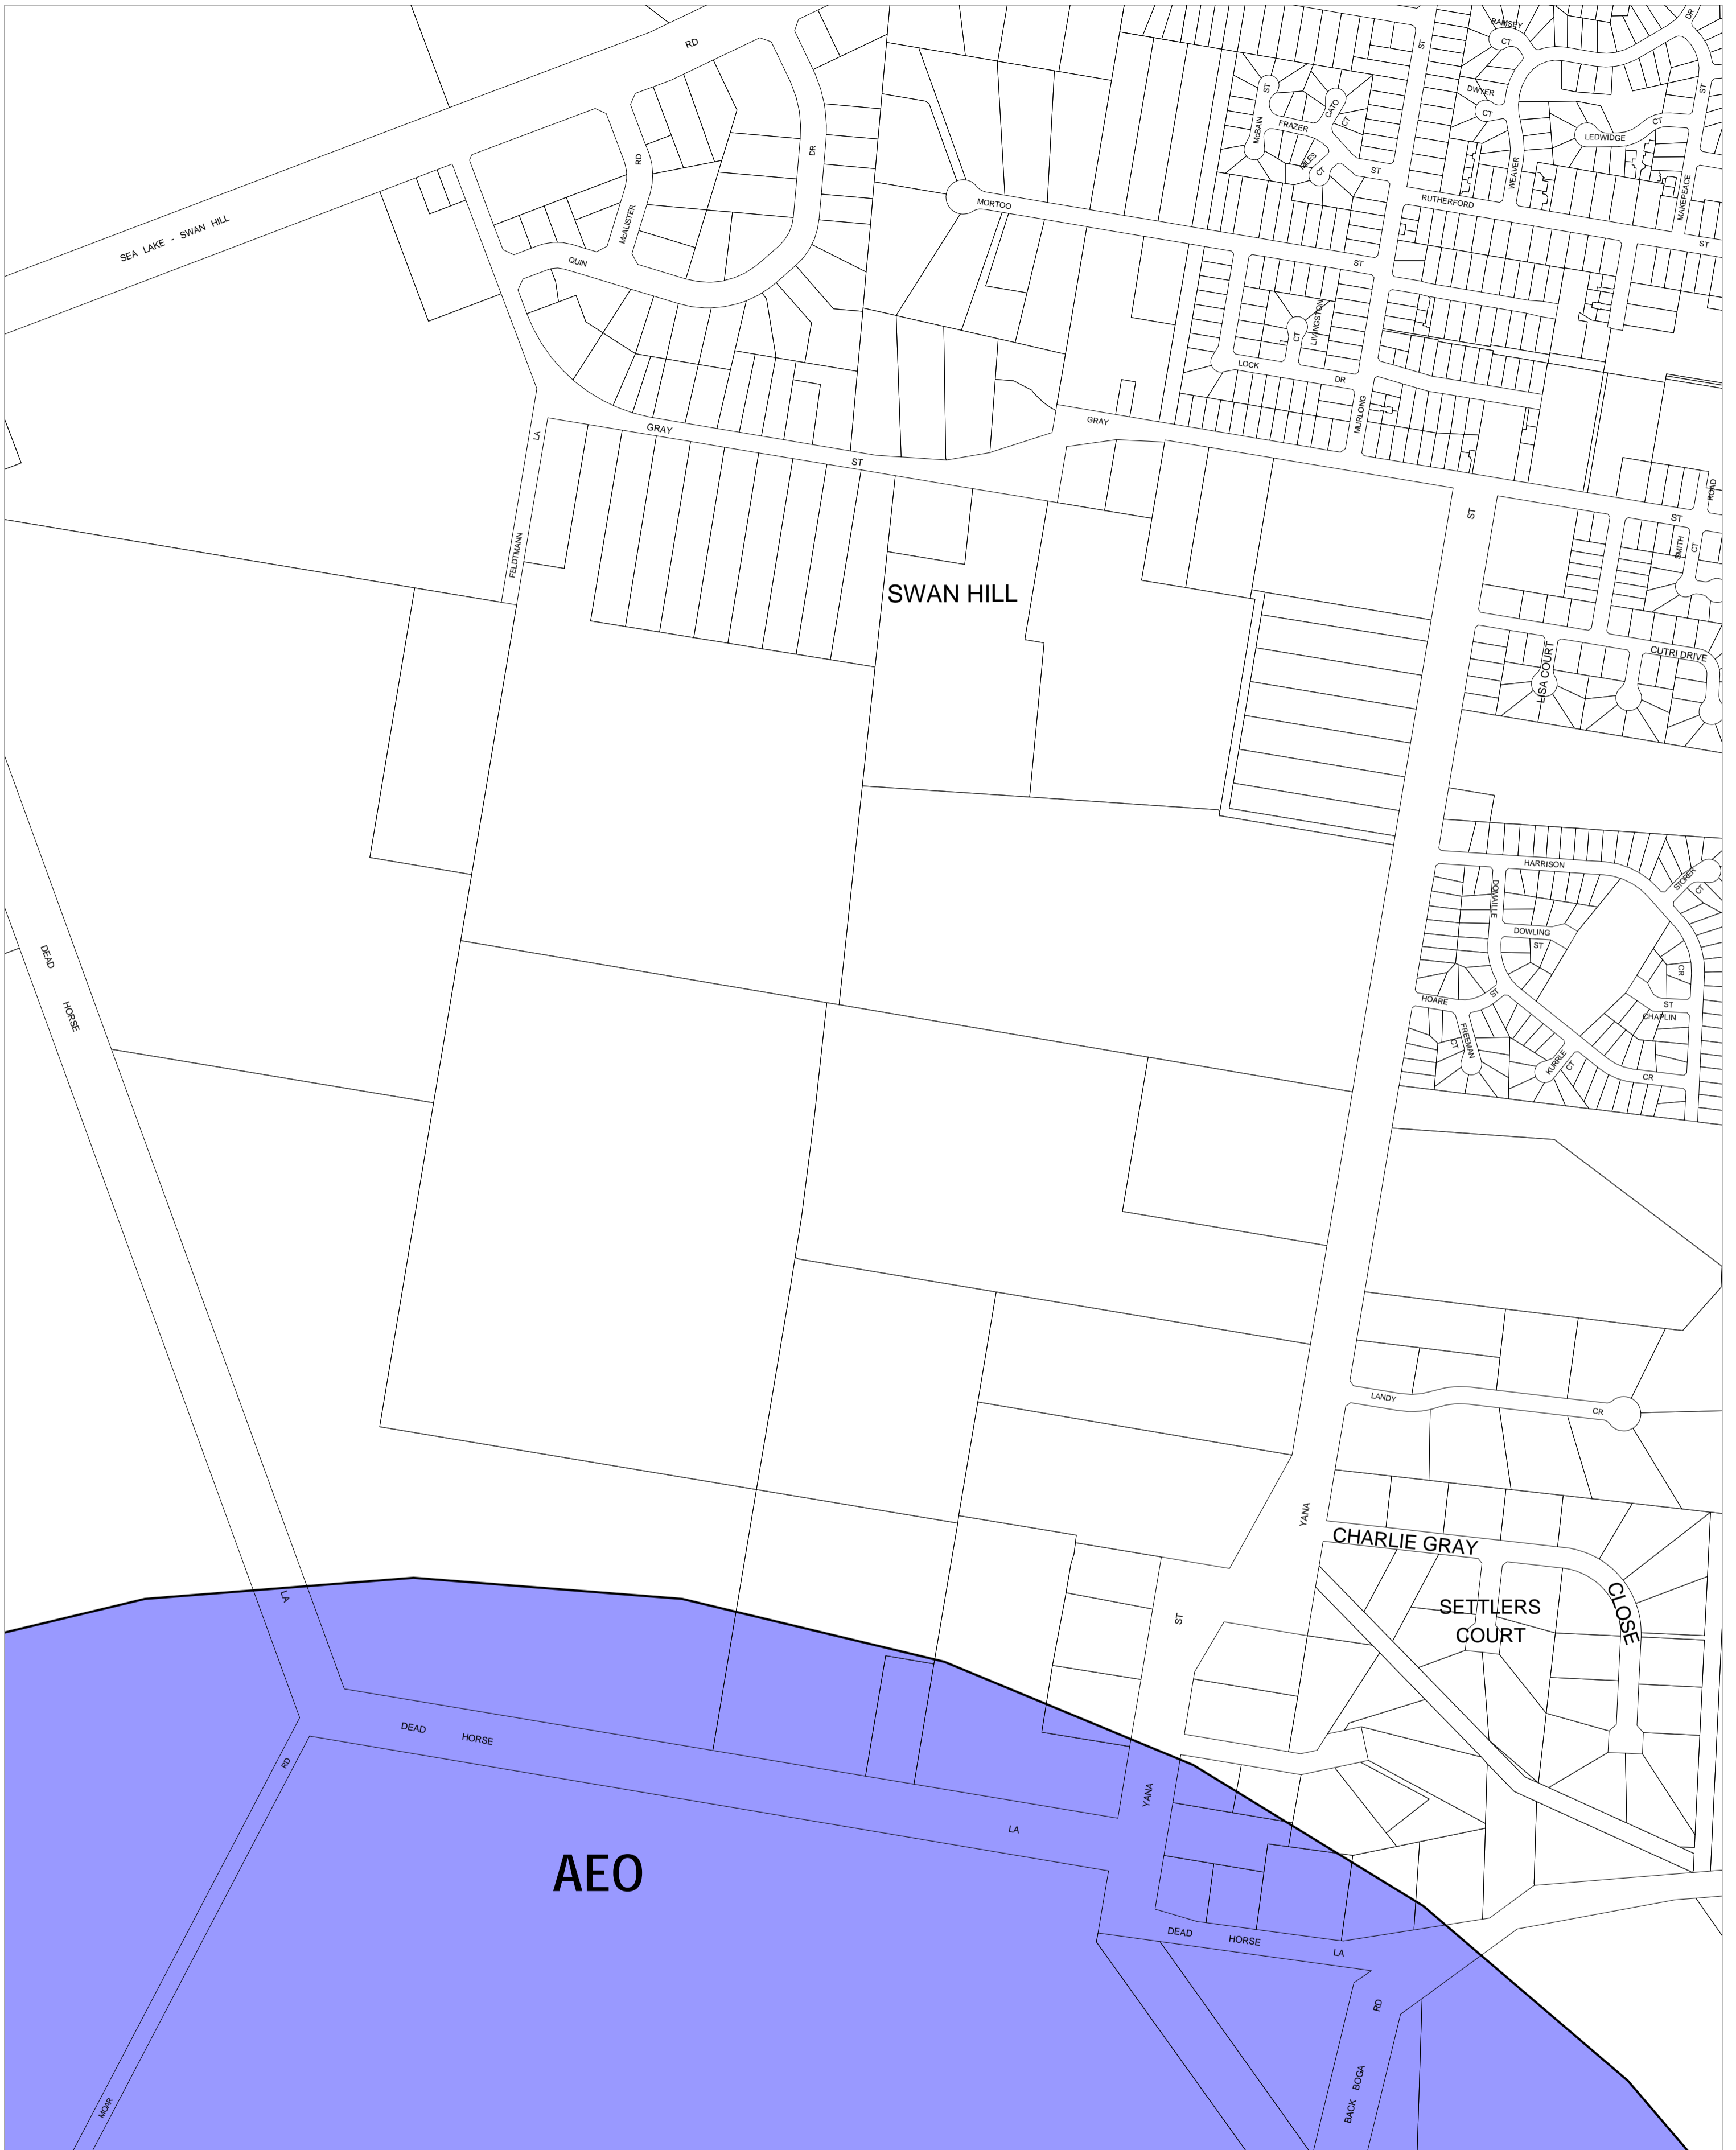 RD
SEA LAKE - SWAN HILL
RD
McALISTER
QUIN
DR
MORTOO
ST
McBAIN
ST
FRAZER
CATO
CT
MILES
CT
ST
ST
RAMSEY
CT
DR
DWYER
CT
LEDWIDGE
CT
ST
WEAVER
MAKEPEACE
RUTHERFORD
ST
LIVINGSTON
CT
LOCK
DR
MURLONG
GRAY
ST
GRAY
ST
LA
FELDTMANN
ST
ROAD
SMITH
CT
SWAN HILL
LISA COURT
CUTRI DRIVE
HARRISON
STORER
CT
DOMAILLE
DOWLING
ST
CR
HOARE
ST
ST
CHAPLIN
FREEMAN
CT
KURRLE
CT
CR
DEAD
HORSE
LA
LANDY
CR
YANA
ST
CHARLIE GRAY
CLOSE
SETTLERS
COURT
DEAD
HORSE
LA
RD
MOAR
YANA
AEO
DEAD
HORSE
LA
RD
BACK BOGA